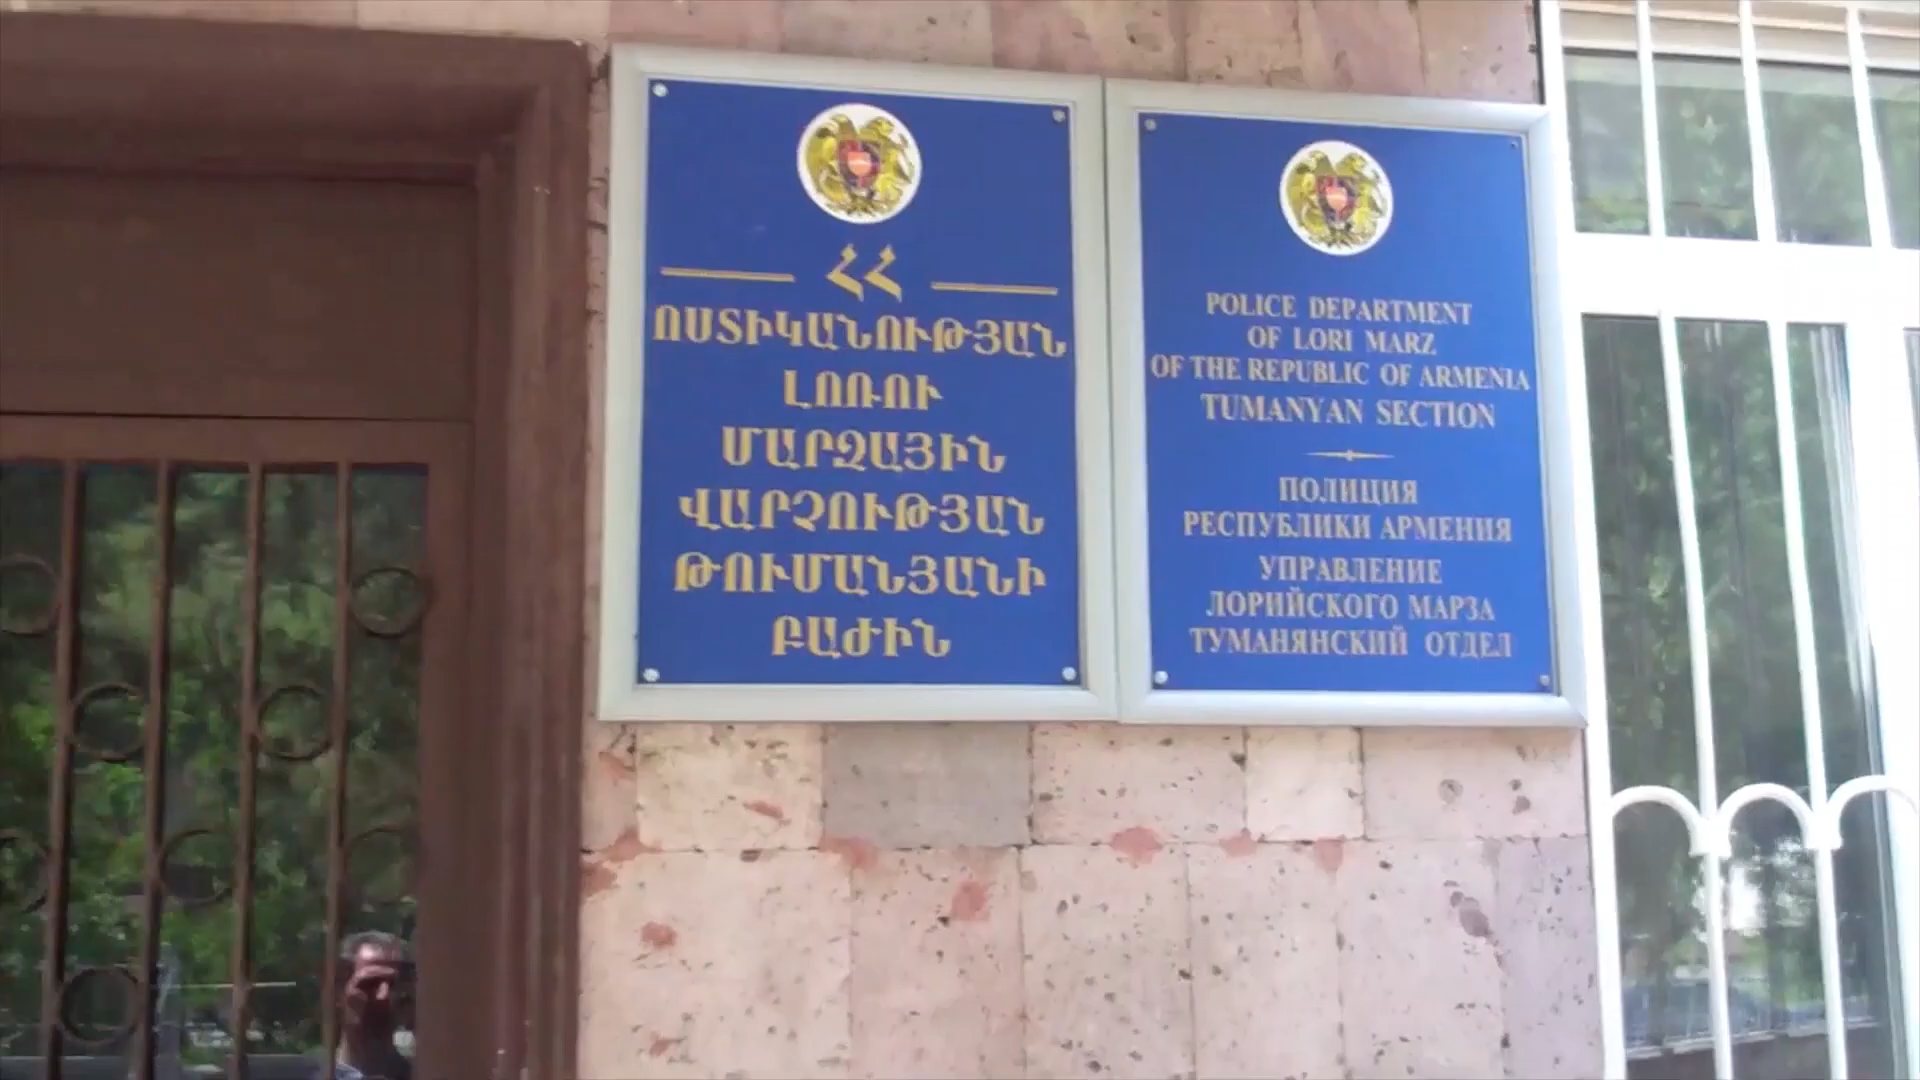 ՀՀ
ՈՍՏԻԿԱՆՈՒԹՅԱՆ
ԼՈՌՈՒ
ՄԱՐԶԱՅԻՆ
ՎԱՐՉՈՒԹՅԱՆ
ԹՈՒՄԱՆՅԱՆԻ
ԲԱԺԻՆ
POLICE DEPARTMENT
OF LORI MARZ
OF THE REPUBLIC OF ARMENIA
TUMANYAN SECTION
ПОЛИЦИЯ
РЕСПУБЛИКИ АРМЕНИЯ
УПРАВЛЕНИЕ
ЛОРИЙСКОГО МАРЗА
ТУМАНЯНСКИЙ ОТДЕЛ